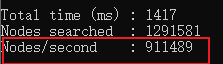 Total time (ms) : 1417
Nodes searched  : 1291581
Nodes/second    : 911489